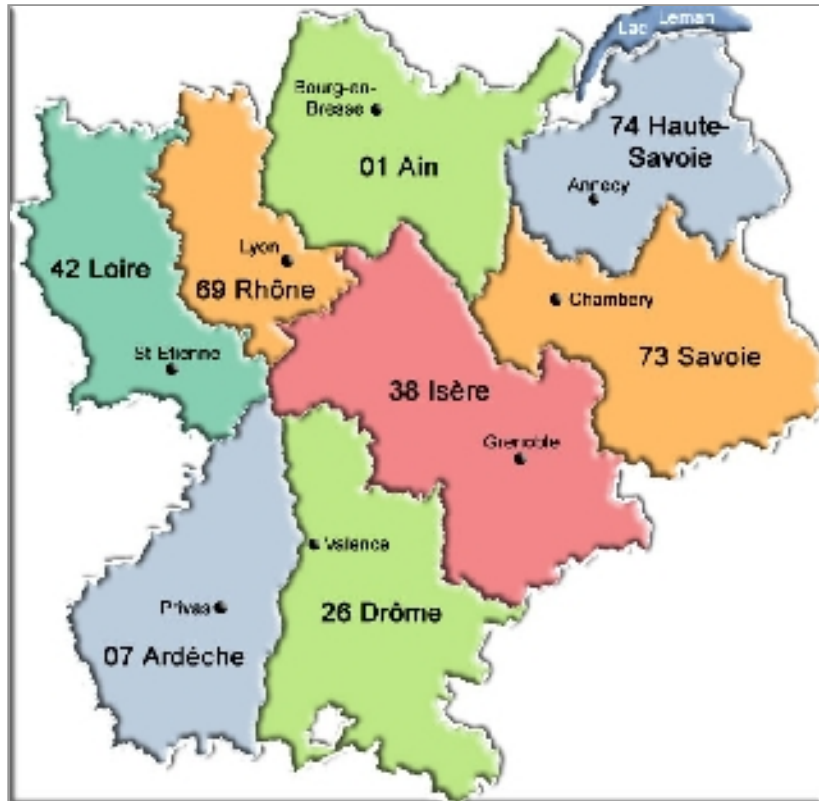 Lac Leman
Bourg-en-
Bresse
74 Haute-
Savoie
01 Ain
Annecy
Lyon
42 Loire
69 Rhône
Chambery
St Etienne
73 Savoie
38 Isère
Grenoble
Valence
Privas
26 Drôme
07 Ardèche